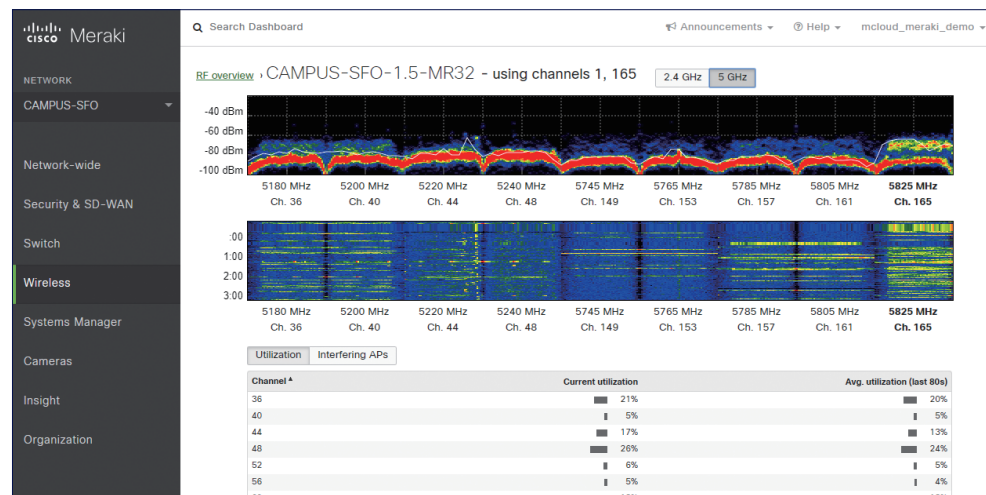 cisco Meraki
Search Dashboard
Announcements
Help
mcloud_meraki_demo
NETWORK
CAMPUS-SFO
Network-wide
Security & SD-WAN
Switch
Wireless
Systems Manager
Cameras
Insight
Organization
RF overview › CAMPUS-SFO-1.5-MR32 - using channels 1, 165
2.4 GHz 5 GHz
-40 dBm
-60 dBm
-80 dBm
-100 dBm
5180 MHz 5200 MHz 5220 MHz 5240 MHz 5745 MHz 5765 MHz 5785 MHz 5805 MHz 5825 MHz
Ch. 36 Ch. 40 Ch. 44 Ch. 48 Ch. 149 Ch. 153 Ch. 157 Ch. 161 Ch. 165
:00
1:00
2:00
3:00
5180 MHz 5200 MHz 5220 MHz 5240 MHz 5745 MHz 5765 MHz 5785 MHz 5805 MHz 5825 MHz
Ch. 36 Ch. 40 Ch. 44 Ch. 48 Ch. 149 Ch. 153 Ch. 157 Ch. 161 Ch. 165
Utilization Interfering APs
Channel Current utilization Avg. utilization (last 80s)
36 21% 20%
40 5% 5%
44 17% 13%
48 26% 24%
52 6% 5%
56 5% 4%